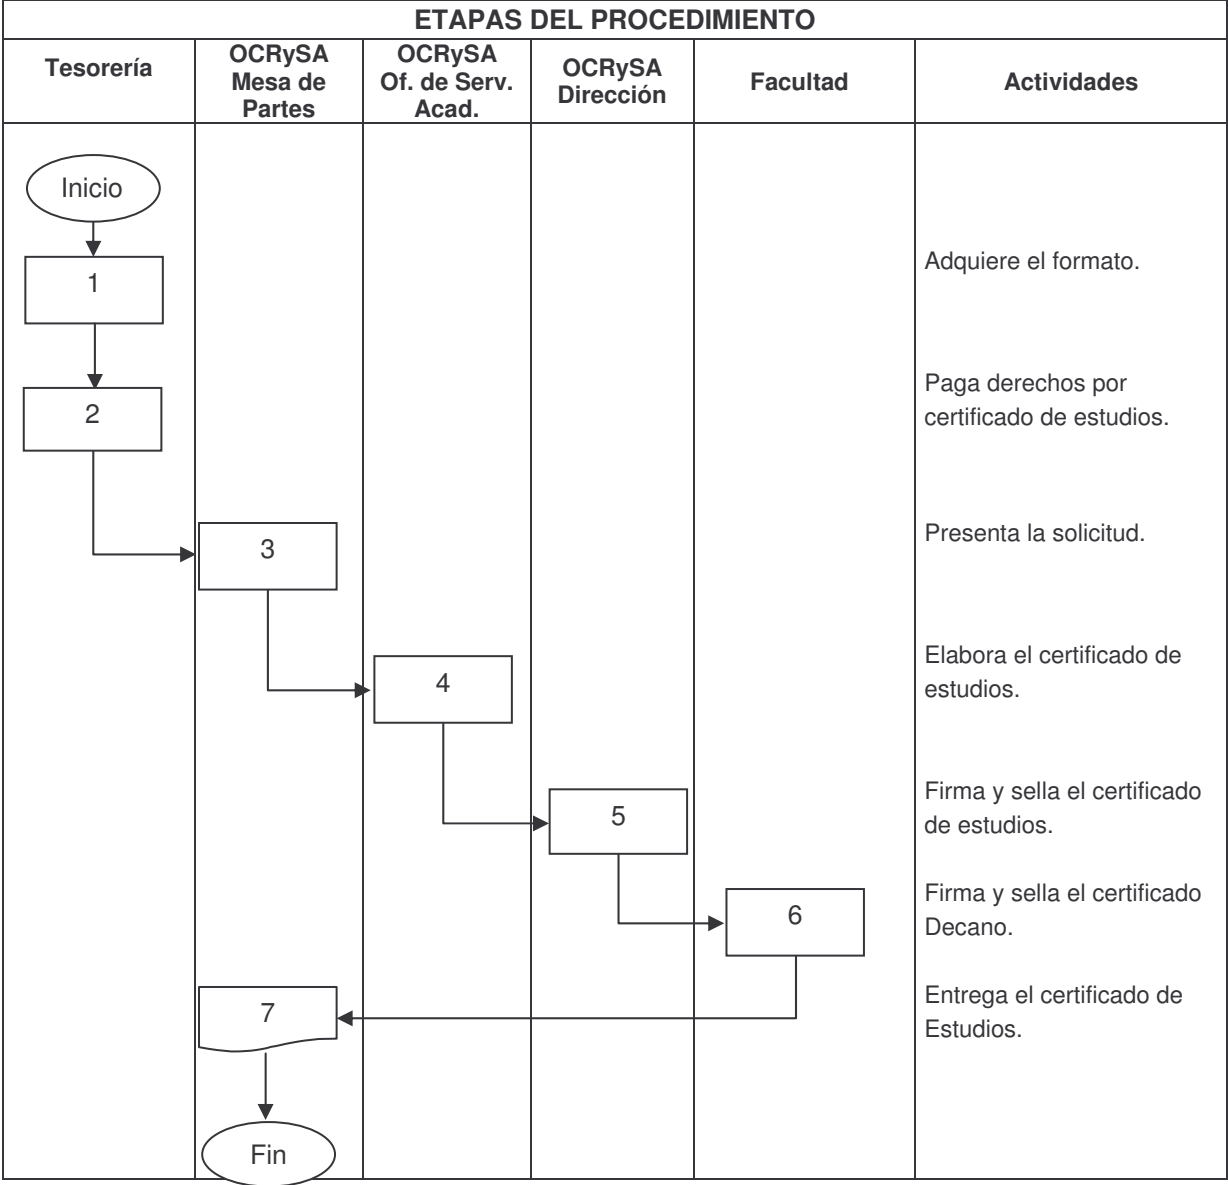 ETAPAS DEL PROCEDIMIENTO
Tesorería
OCRySA
Mesa de
Partes
OCRySA
Of. de Serv.
Acad.
OCRySA
Dirección
Facultad
Actividades
Inicio
1
Adquiere el formato.
2
Paga derechos por
certificado de estudios.
3
Presenta la solicitud.
4
Elabora el certificado de
estudios.
5
Firma y sella el certificado
de estudios.
6
Firma y sella el certificado
Decano.
7
Entrega el certificado de
Estudios.
Fin